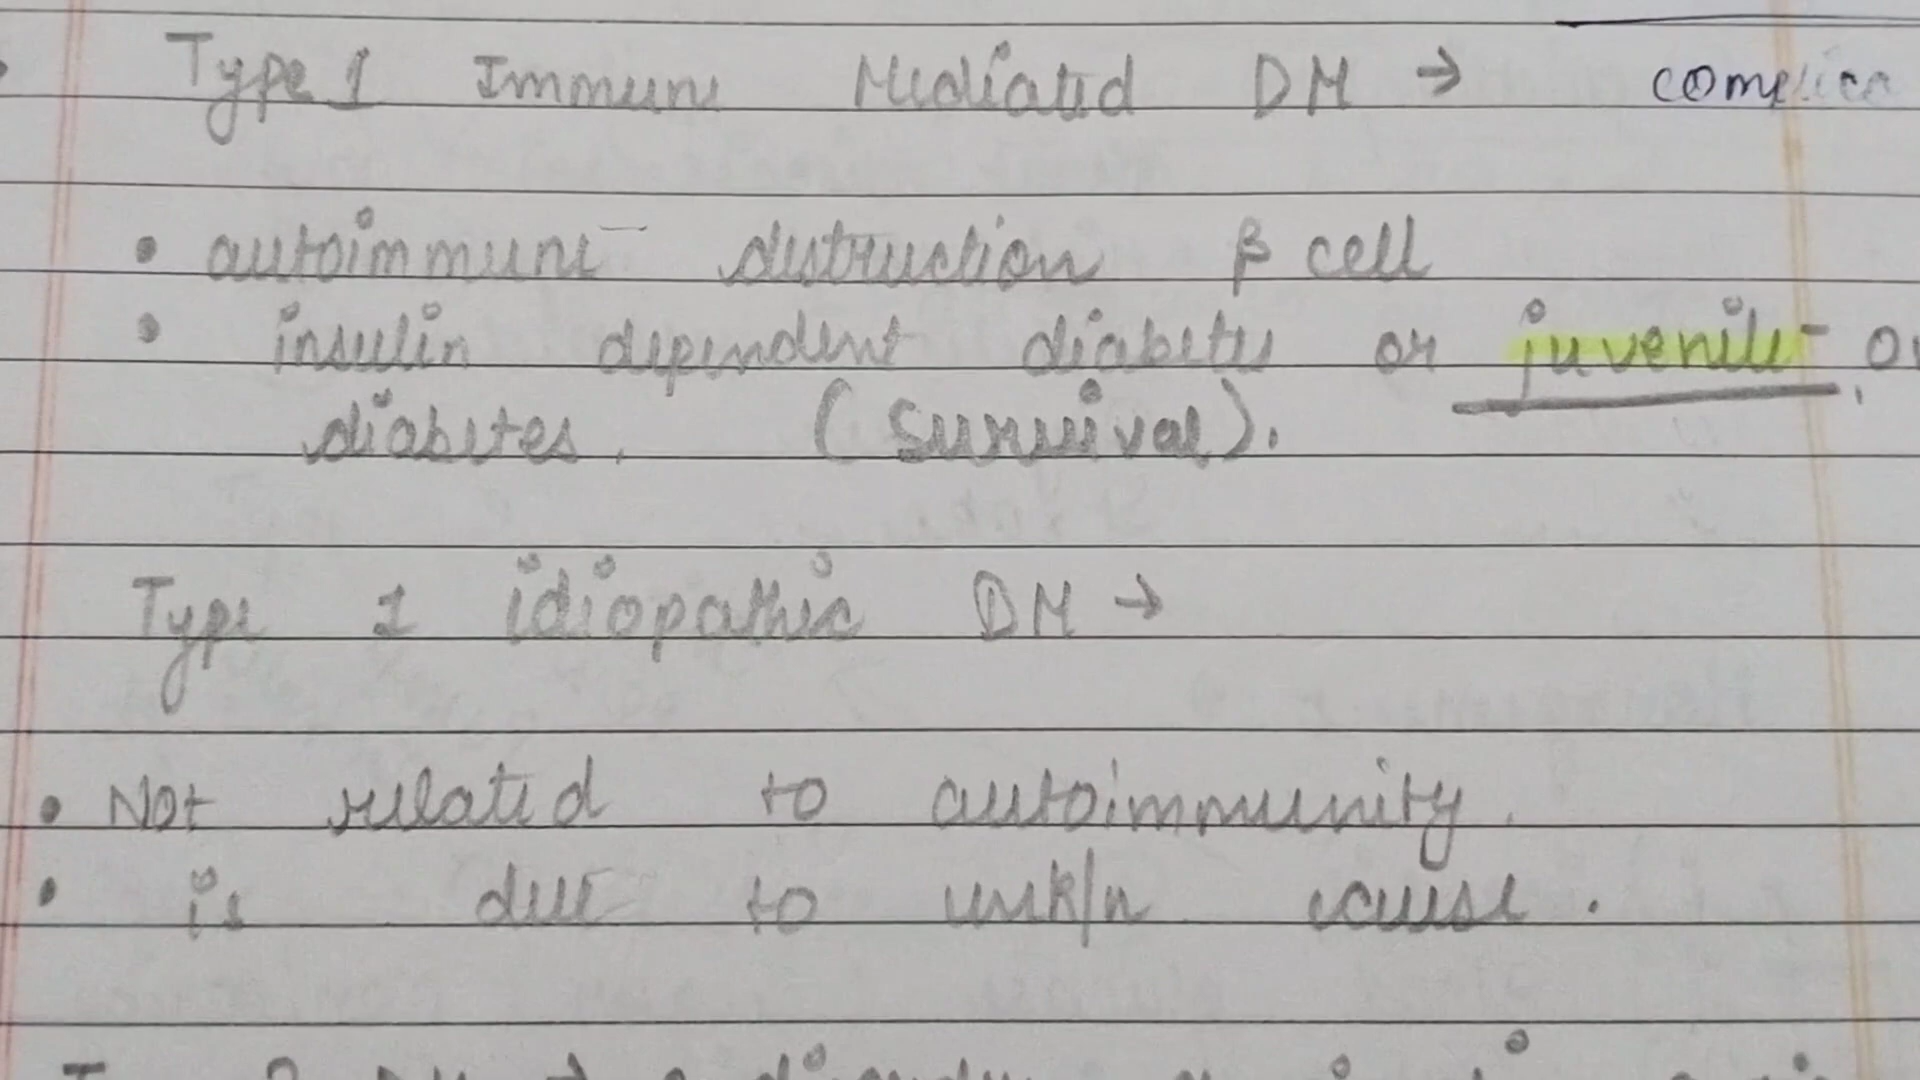 Type 1 Immune Mediated DM →
• autoimmune destruction β cell
• insulin dependent diabetes or juvenile
diabetes. (Survival).
Type 1 idiopathic DM →
• Not related to autoimmunity.
• is due to unk/n cause.